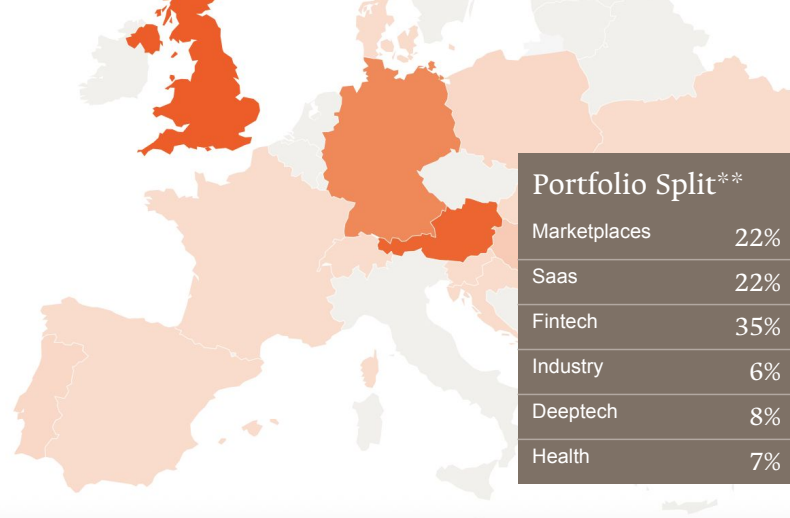 Portfolio Split**
Marketplaces 22%
Saas 22%
Fintech 35%
Industry 6%
Deeptech 8%
Health 7%